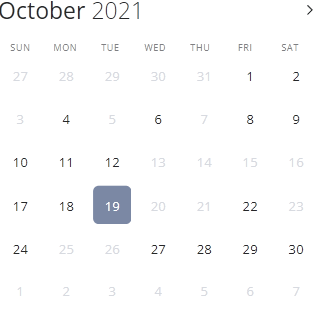 October 2021
SUN MON TUE WED THU FRI SAT
27 28 29 30 31 1 2
3 4 5 6 7 8 9
10 11 12 13 14 15 16
17 18 19 20 21 22 23
24 25 26 27 28 29 30
1 2 3 4 5 6 7